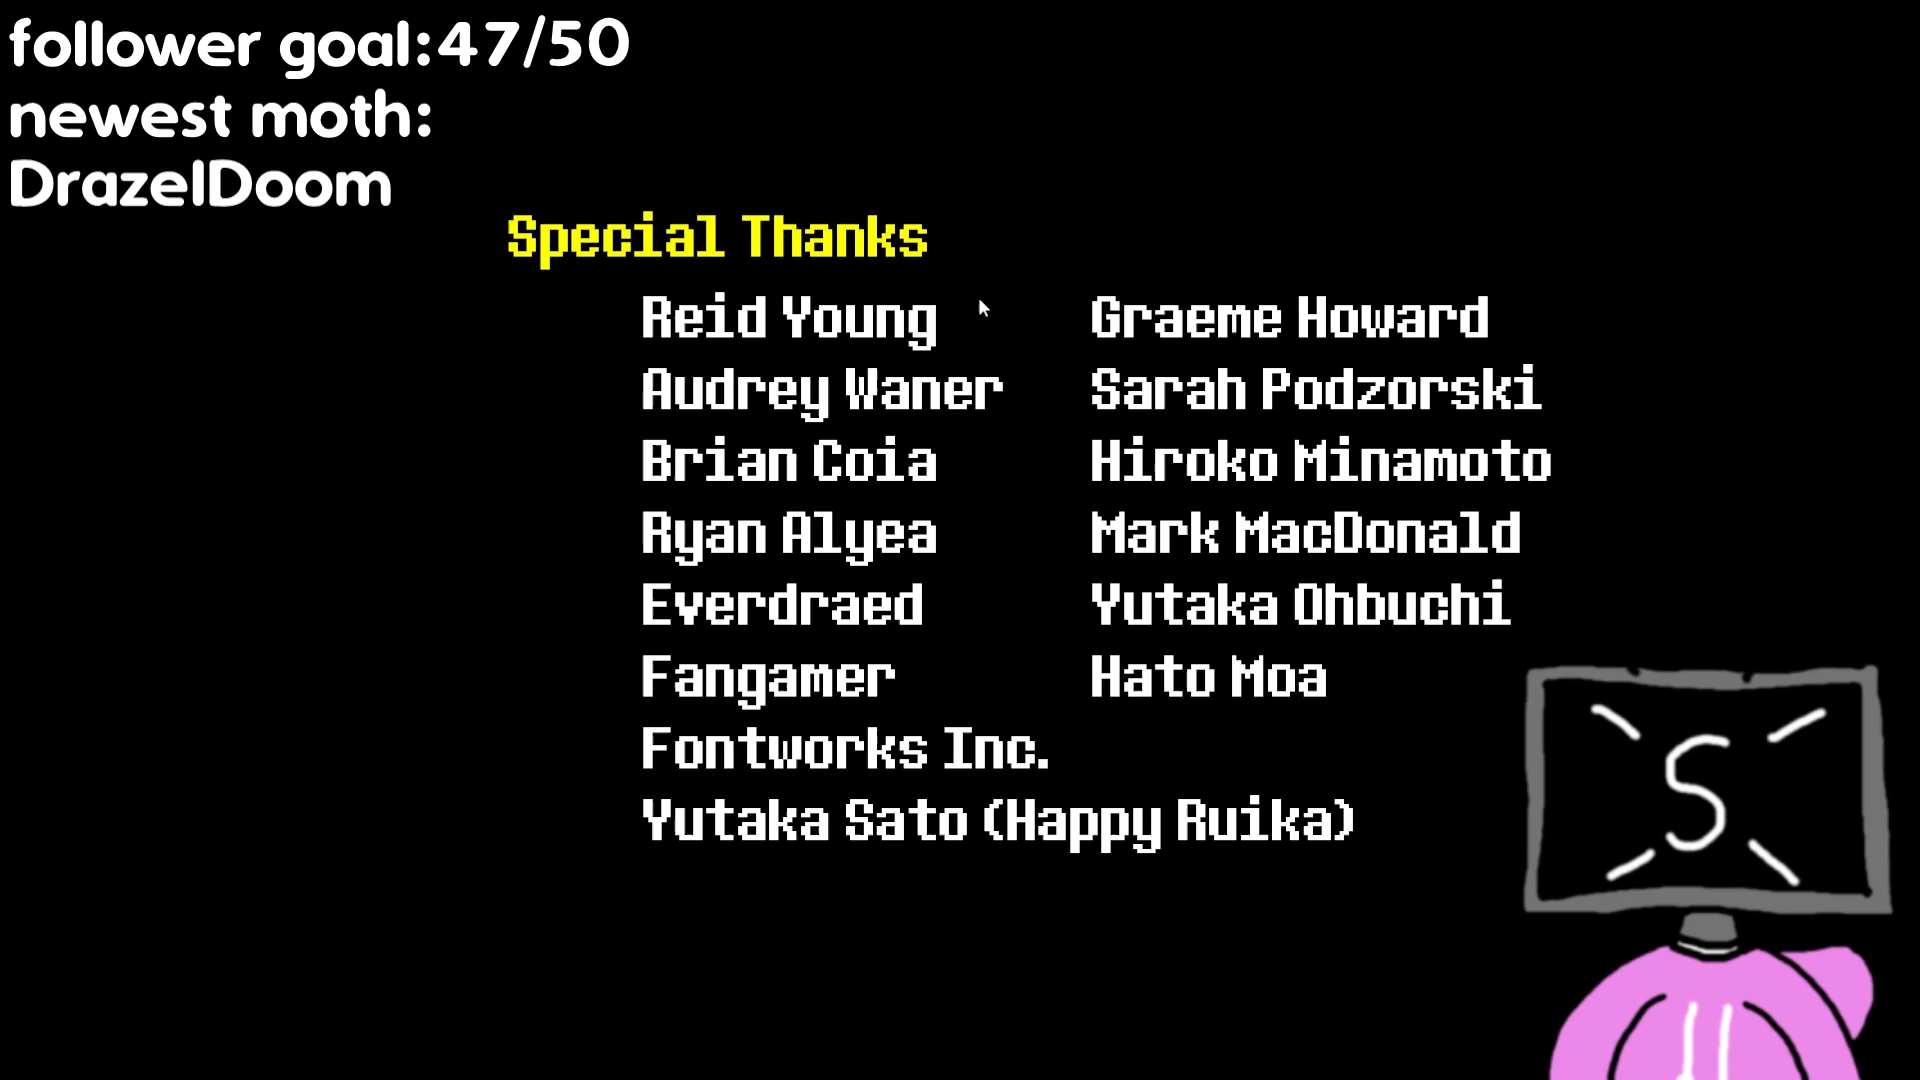 follower goal:47/50
newest moth:
DrazelDoom
Special Thanks
Reid Young
Audrey Waner
Brian Coia
Ryan Alyea
Everdraed
Fangamer
Fontworks Inc.
Yutaka Sato (Happy Ruika)
Graeme Howard
Sarah Podzorski
Hiroko Minamoto
Mark MacDonald
Yutaka Ohbuchi
Hato Moa
S